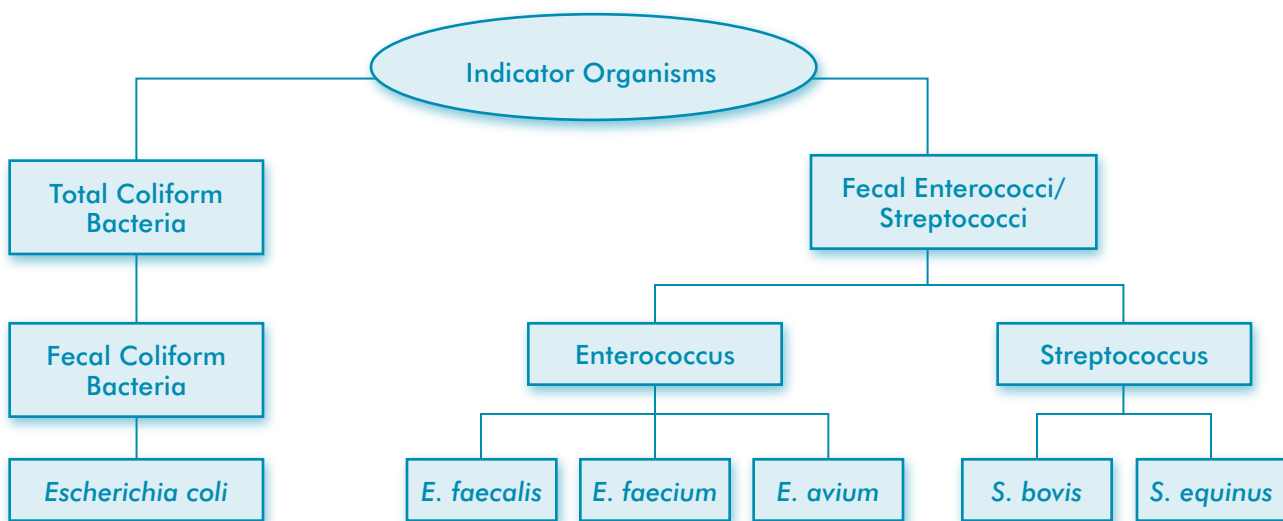 Indicator Organisms
Total Coliform
Bacteria
Fecal Enterococci/
Streptococci
Fecal Coliform
Bacteria
Enterococcus
Streptococcus
Escherichia coli
E. faecalis
E. faecium
E. avium
S. bovis
S. equinus